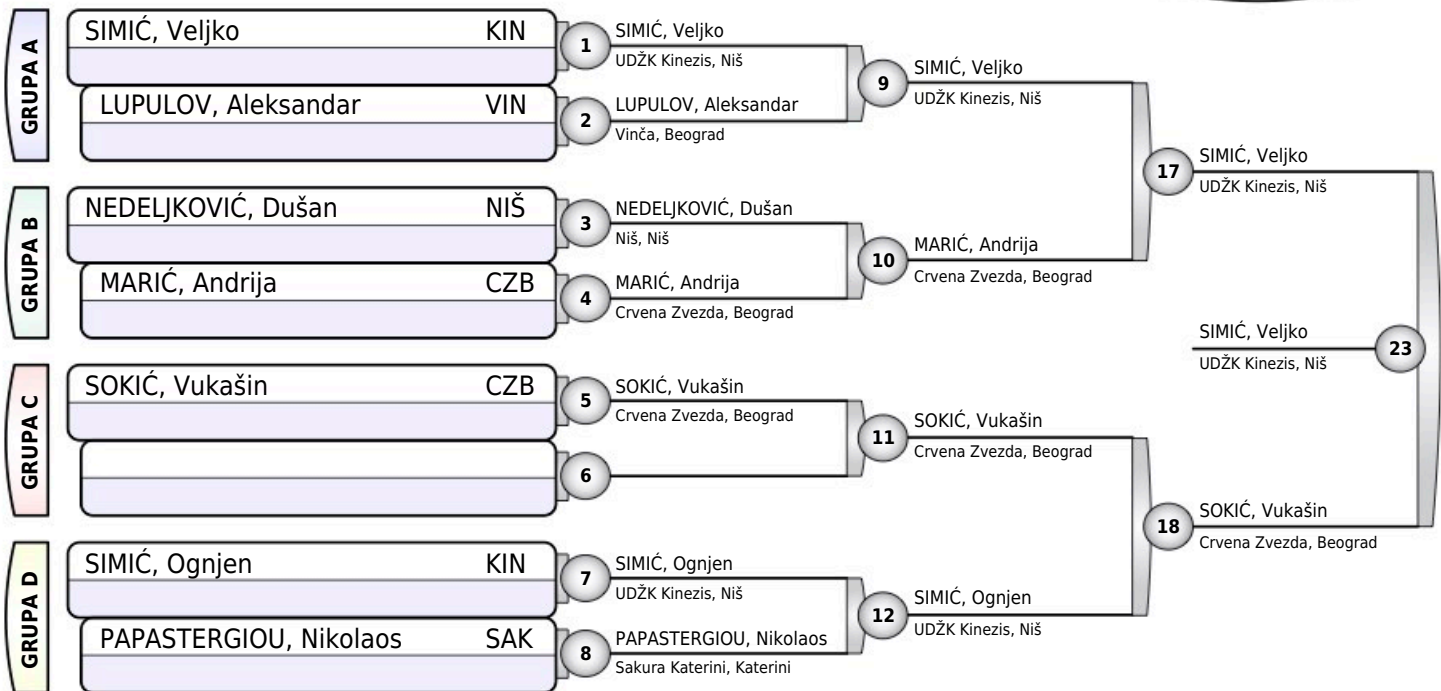 GRUPA A
SIMIĆ, Veljko KIN
LUPULOV, Aleksandar VIN
GRUPA B
NEDELJKOVIĆ, Dušan NIŠ
MARIĆ, Andrija CZB
GRUPA C
SOKIĆ, Vukašin CZB
GRUPA D
SIMIĆ, Ognjen KIN
PAPASTERGIOU, Nikolaos SAK
1
SIMIĆ, Veljko
UDŽK Kinezis, Niš
2
LUPULOV, Aleksandar
Vinča, Beograd
3
NEDELJKOVIĆ, Dušan
Niš, Niš
4
MARIĆ, Andrija
Crvena Zvezda, Beograd
5
SOKIĆ, Vukašin
Crvena Zvezda, Beograd
6
7
SIMIĆ, Ognjen
UDŽK Kinezis, Niš
8
PAPASTERGIOU, Nikolaos
Sakura Katerini, Katerini
9
SIMIĆ, Veljko
UDŽK Kinezis, Niš
10
MARIĆ, Andrija
Crvena Zvezda, Beograd
11
SOKIĆ, Vukašin
Crvena Zvezda, Beograd
12
SIMIĆ, Ognjen
UDŽK Kinezis, Niš
17
SIMIĆ, Veljko
UDŽK Kinezis, Niš
18
SOKIĆ, Vukašin
Crvena Zvezda, Beograd
SIMIĆ, Veljko
UDŽK Kinezis, Niš
23